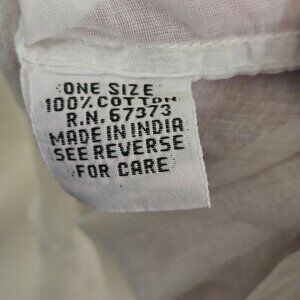 ONE SIZE
100% COTTON
R.N. 67373
MADE IN INDIA
SEE REVERSE
FOR CARE